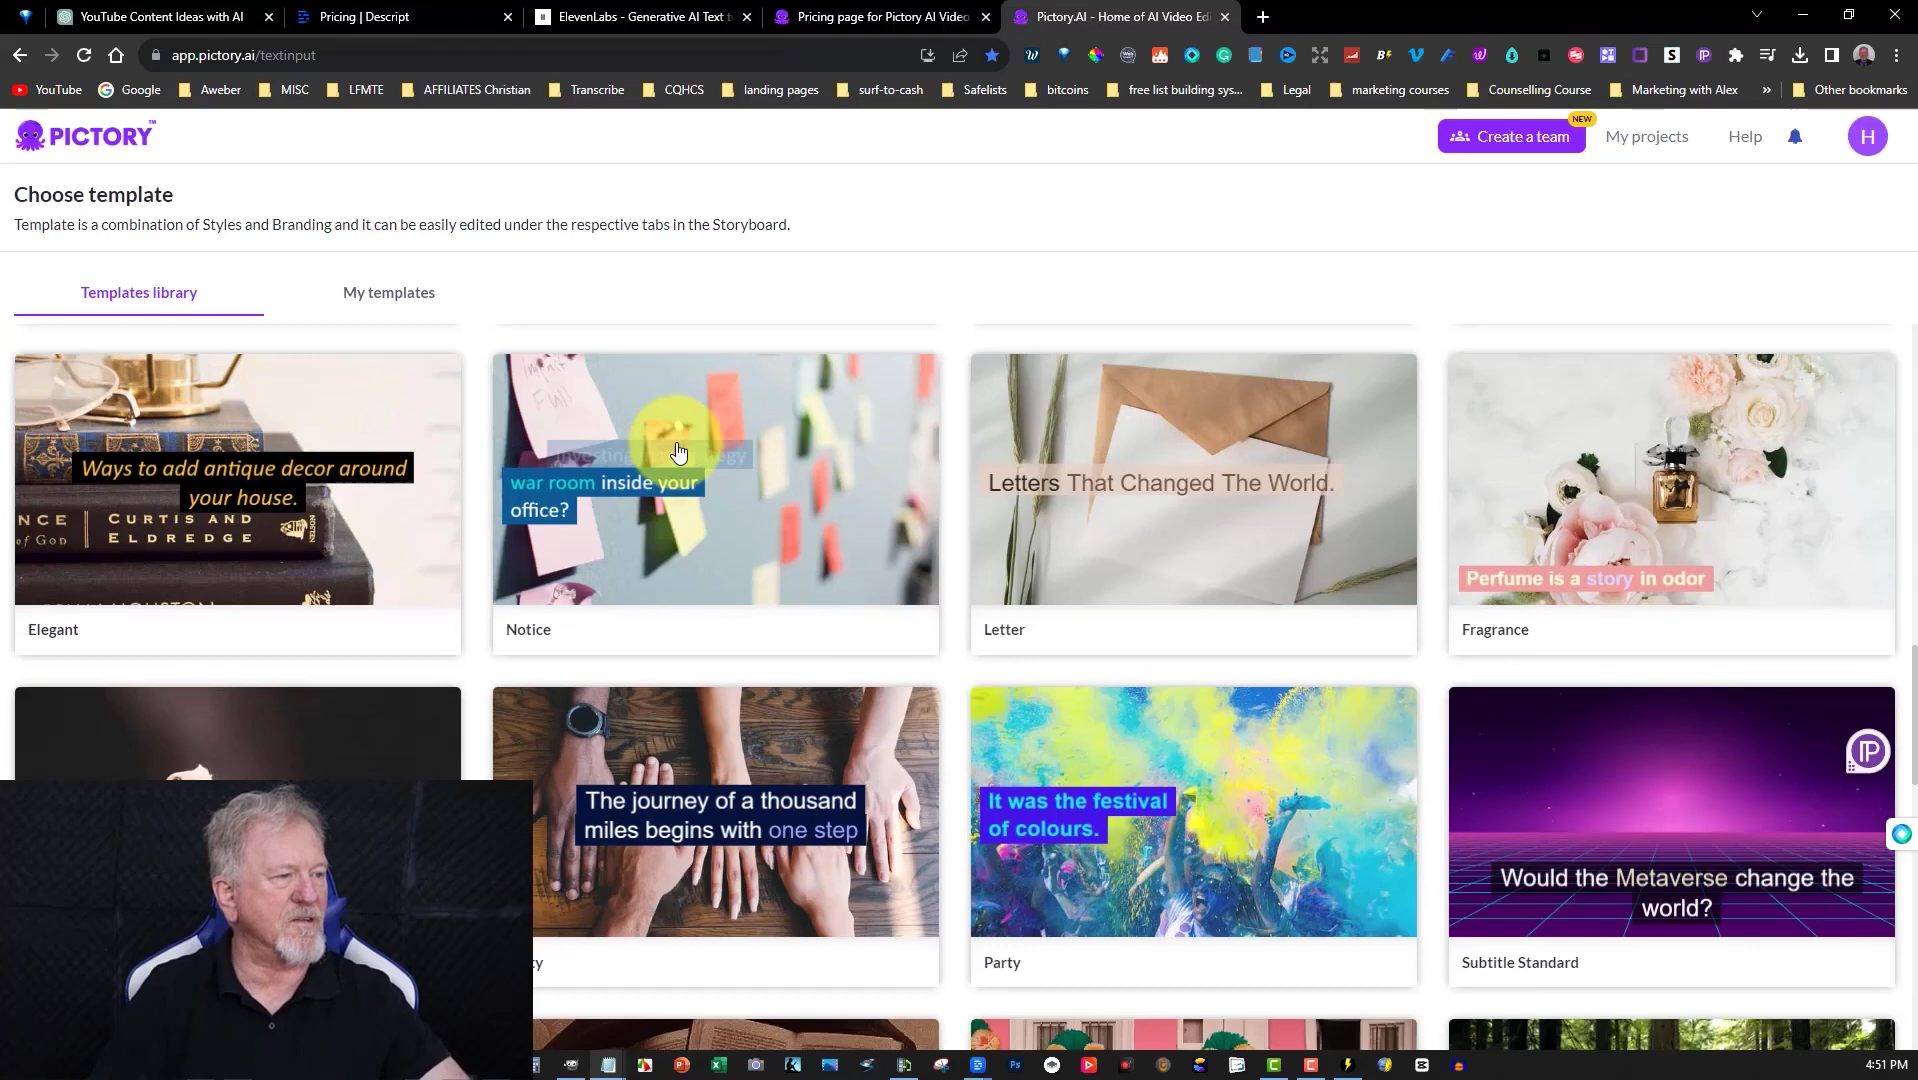 YouTube Content Ideas with AI
Pricing | Descript
ElevenLabs - Generative AI Text t
Pricing page for Pictory AI Video
Pictory.AI - Home of AI Video Edi
app.pictory.ai/textinput
YouTube
Google
Aweber
MISC
LFMTE
AFFILIATES Christian
Transcribe
CQHCS
landing pages
surf-to-cash
Safelists
bitcoins
free list building sys...
Legal
marketing courses
Counselling Course
Marketing with Alex
»
Other bookmarks
PICTORY™
NEW
Create a team
My projects
Help
H
Choose template
Template is a combination of Styles and Branding and it can be easily edited under the respective tabs in the Storyboard.
Templates library
My templates
Ways to add antique decor around
your house.
NCE
of God
CURTIS AND
ELDREDGE
Elegant
Full
war room inside your
office?
Notice
Letters That Changed The World.
Letter
Perfume is a story in odor
Fragrance
The journey of a thousand
miles begins with one step
ty
It was the festival
of colours.
Party
Would the Metaverse change the
world?
Subtitle Standard
4:51 PM